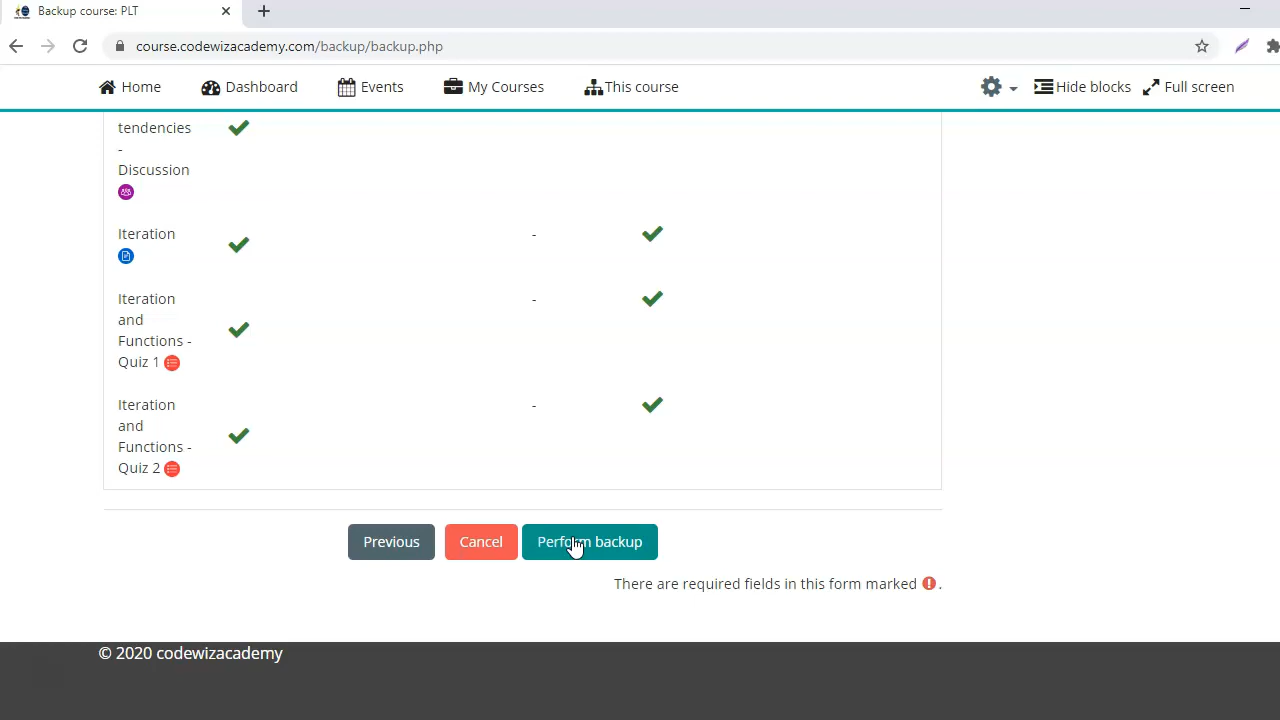 Backup course: PLT
course.codewizacademy.com/backup/backup.php
Home Dashboard Events My Courses This course Hide blocks Full screen
tendencies
-
Discussion
Iteration -
Iteration -
and
Functions -
Quiz 1
Iteration -
and
Functions -
Quiz 2
Previous Cancel Perform backup
There are required fields in this form marked .
© 2020 codewizacademy